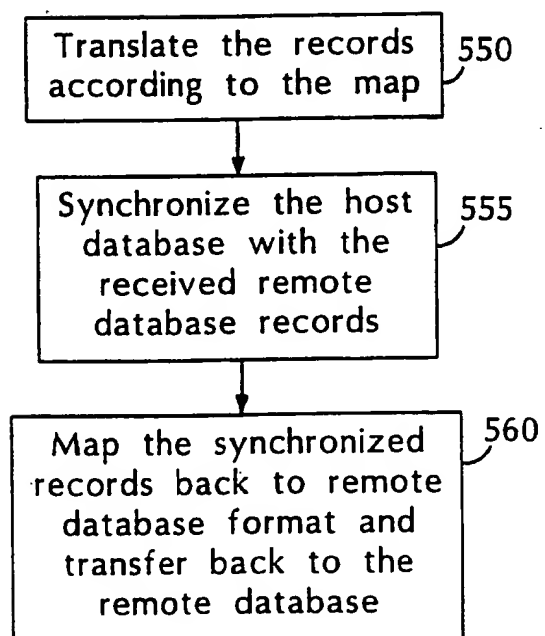 Translate the records
according to the map
550
Synchronize the host
database with the
received remote
database records
555
Map the synchronized
records back to remote
database format and
transfer back to the
remote database
560